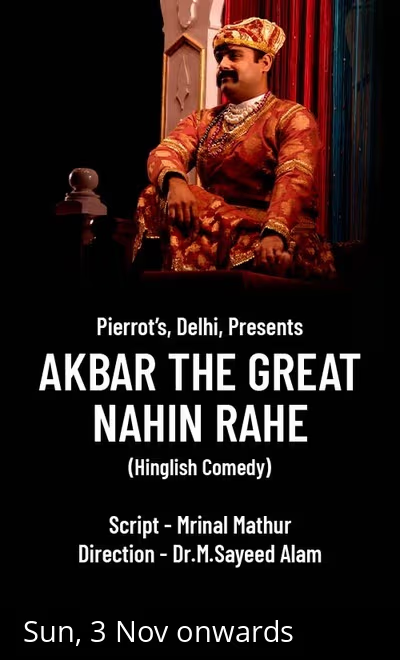 Pierrot's, Delhi, Presents
AKBAR THE GREAT
NAHIN RAHE
(Hinglish Comedy)
Script - Mrinal Mathur
Direction - Dr.M.Sayeed Alam
Sun, 3 Nov onwards